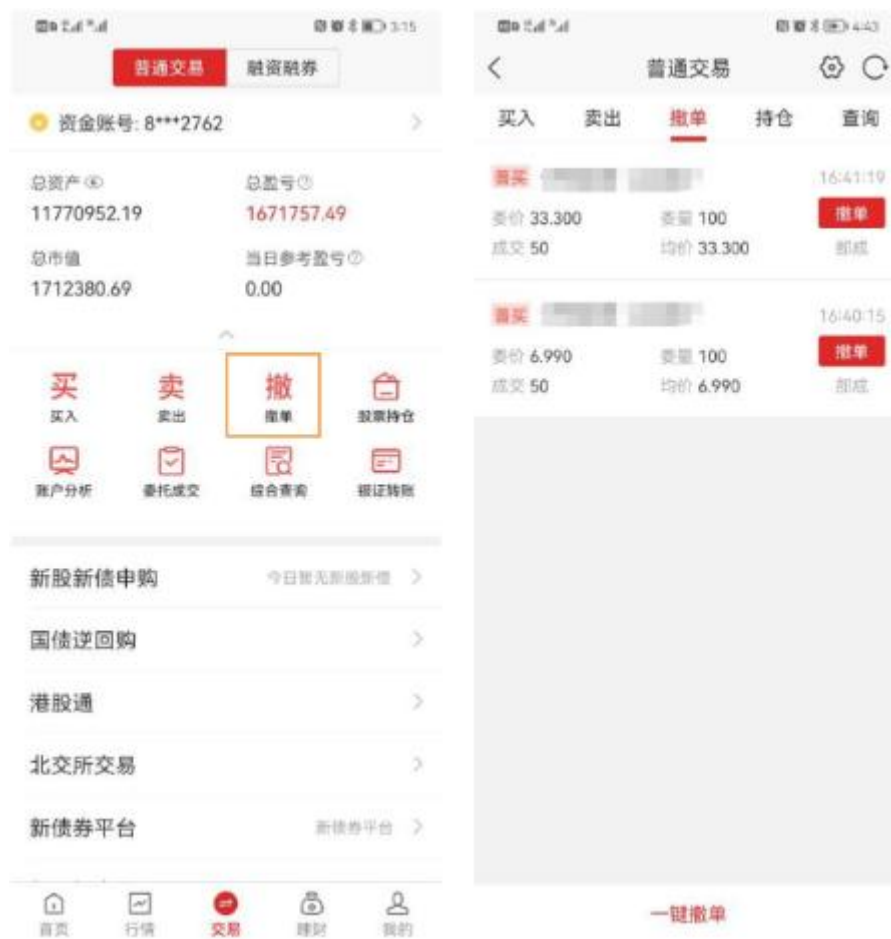 3:15
普通交易 融资融券
资金账号: 8***2762
总资产 总盈亏
11770952.19 1671757.49
总市值 当日参考盈亏
1712380.69 0.00
买 卖 撤
买入 卖出 撤单 股票持仓
账户分析 委托成交 综合查询 银证转账
新股新债申购 今日暂无新股新债
国债逆回购
港股通
北交所交易
新债券平台 新债券平台
首页 行情 交易 理财 我的
4:43
普通交易
买入 卖出 撤单 持仓 查询
普买 16:41:19
委价 33.300 委量 100 撤单
成交 50 均价 33.300 部成
普买 16:40:15
委价 6.990 委量 100 撤单
成交 50 均价 6.990 部成
一键撤单